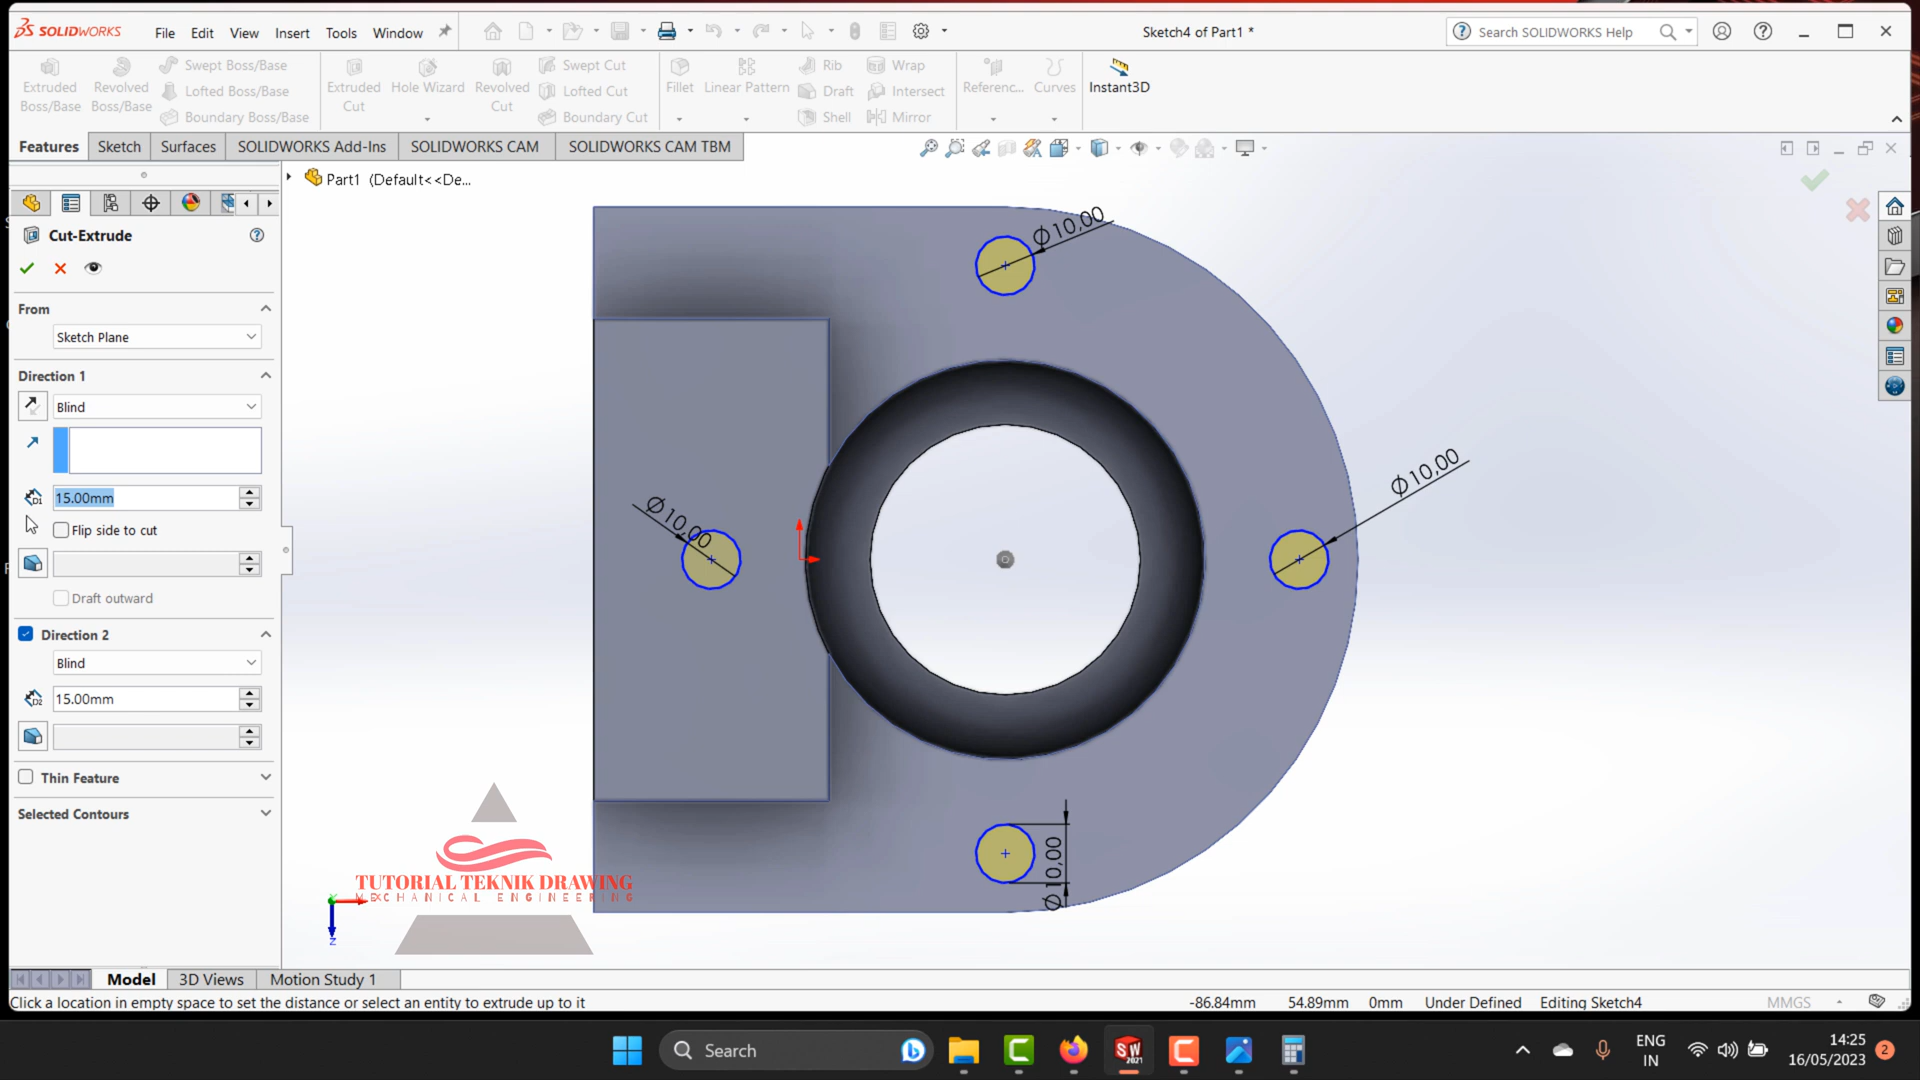 SOLIDWORKS File Edit View Insert Tools Window Sketch4 of Part1 * Search SOLIDWORKS Help
Extruded Boss/Base
Revolved Boss/Base
Swept Boss/Base
Lofted Boss/Base
Boundary Boss/Base
Extruded Cut
Hole Wizard
Revolved Cut
Swept Cut
Lofted Cut
Boundary Cut
Fillet
Linear Pattern
Rib
Draft
Shell
Wrap
Intersect
Mirror
Referenc...
Curves
Instant3D
Features Sketch Surfaces SOLIDWORKS Add-Ins SOLIDWORKS CAM SOLIDWORKS CAM TBM
Part1 (Default<<De...
Cut-Extrude
From
Sketch Plane
Direction 1
Blind
D1 15.00mm
Flip side to cut
Draft outward
Direction 2
Blind
D2 15.00mm
Thin Feature
Selected Contours
Ø10,00
Ø10,00
Ø10,00
Ø10,00
TUTORIAL TEKNIK DRAWING
MECHANICAL ENGINEERING
Z
Model 3D Views Motion Study 1
Click a location in empty space to set the distance or select an entity to extrude up to it -86.84mm 54.89mm 0mm Under Defined Editing Sketch4 MMGS
Search
SW
2021
ENG
IN
14:25
16/05/2023
2